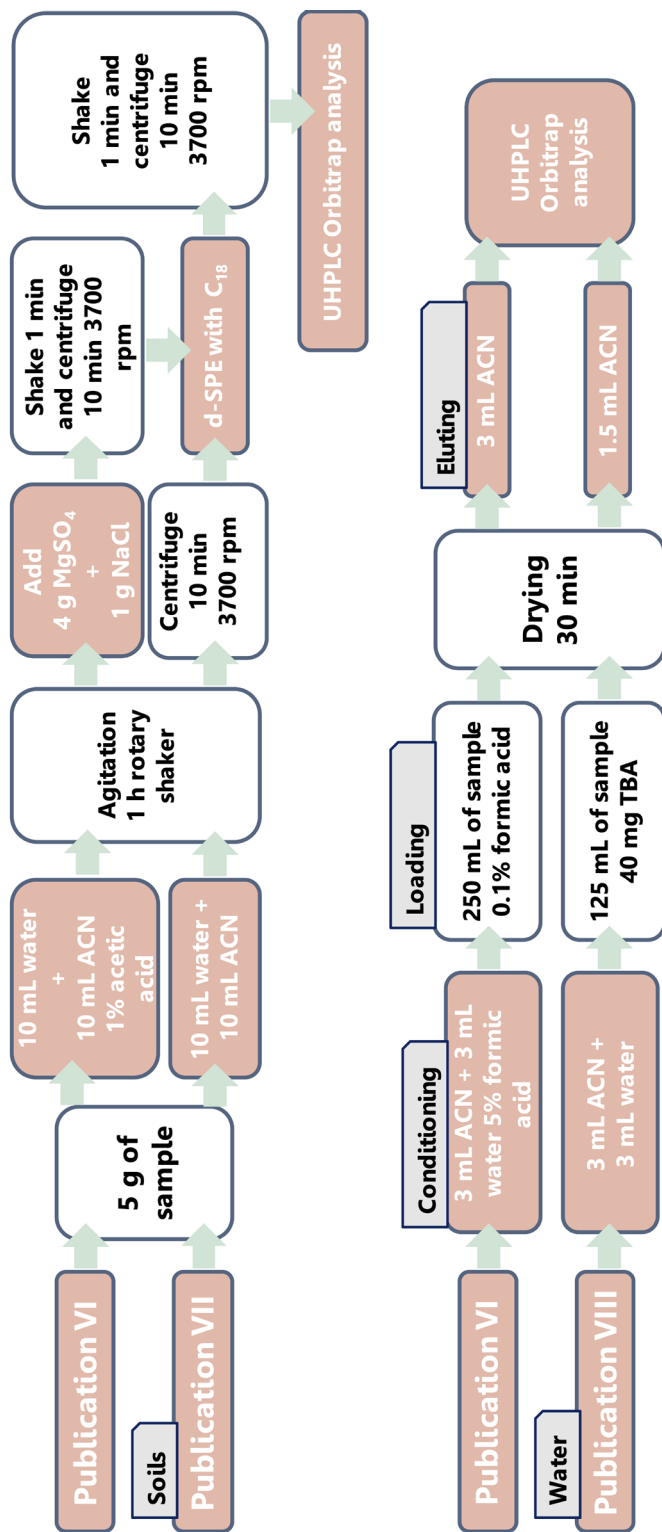 Publication VI
Soils
Publication VII
5 g of
sample
10 mL water
+
10 mL ACN
1% acetic
acid
10 mL water +
10 mL ACN
Agitation
1 h rotary
shaker
Add
4 g MgSO₄
+
1 g NaCl
Centrifuge
10 min
3700 rpm
Shake 1 min
and centrifuge
10 min 3700
rpm
d-SPE with C₁₈
Shake
1 min and
centrifuge
10 min
3700 rpm
UHPLC Orbitrap analysis
Publication VI
Water
Publication VIII
Conditioning
3 mL ACN + 3 mL
water 5% formic
acid
3 mL ACN +
3 mL water
Loading
250 mL of sample
0.1% formic acid
125 mL of sample
40 mg TBA
Drying
30 min
Eluting
3 mL ACN
1.5 mL ACN
UHPLC
Orbitrap
analysis